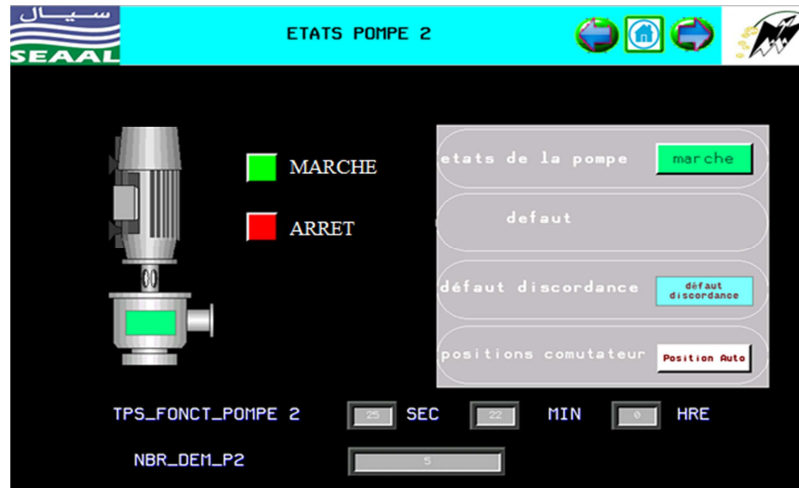 سيال
SEAAL
ETATS POMPE 2
MARCHE
ARRET
etats de la pompe marche
defaut
défaut discordance défaut
discordance
positions comutateur Position Auto
TPS_FONCT_POMPE 2 25 SEC 22 MIN 0 HRE
NBR_DEM_P2 5